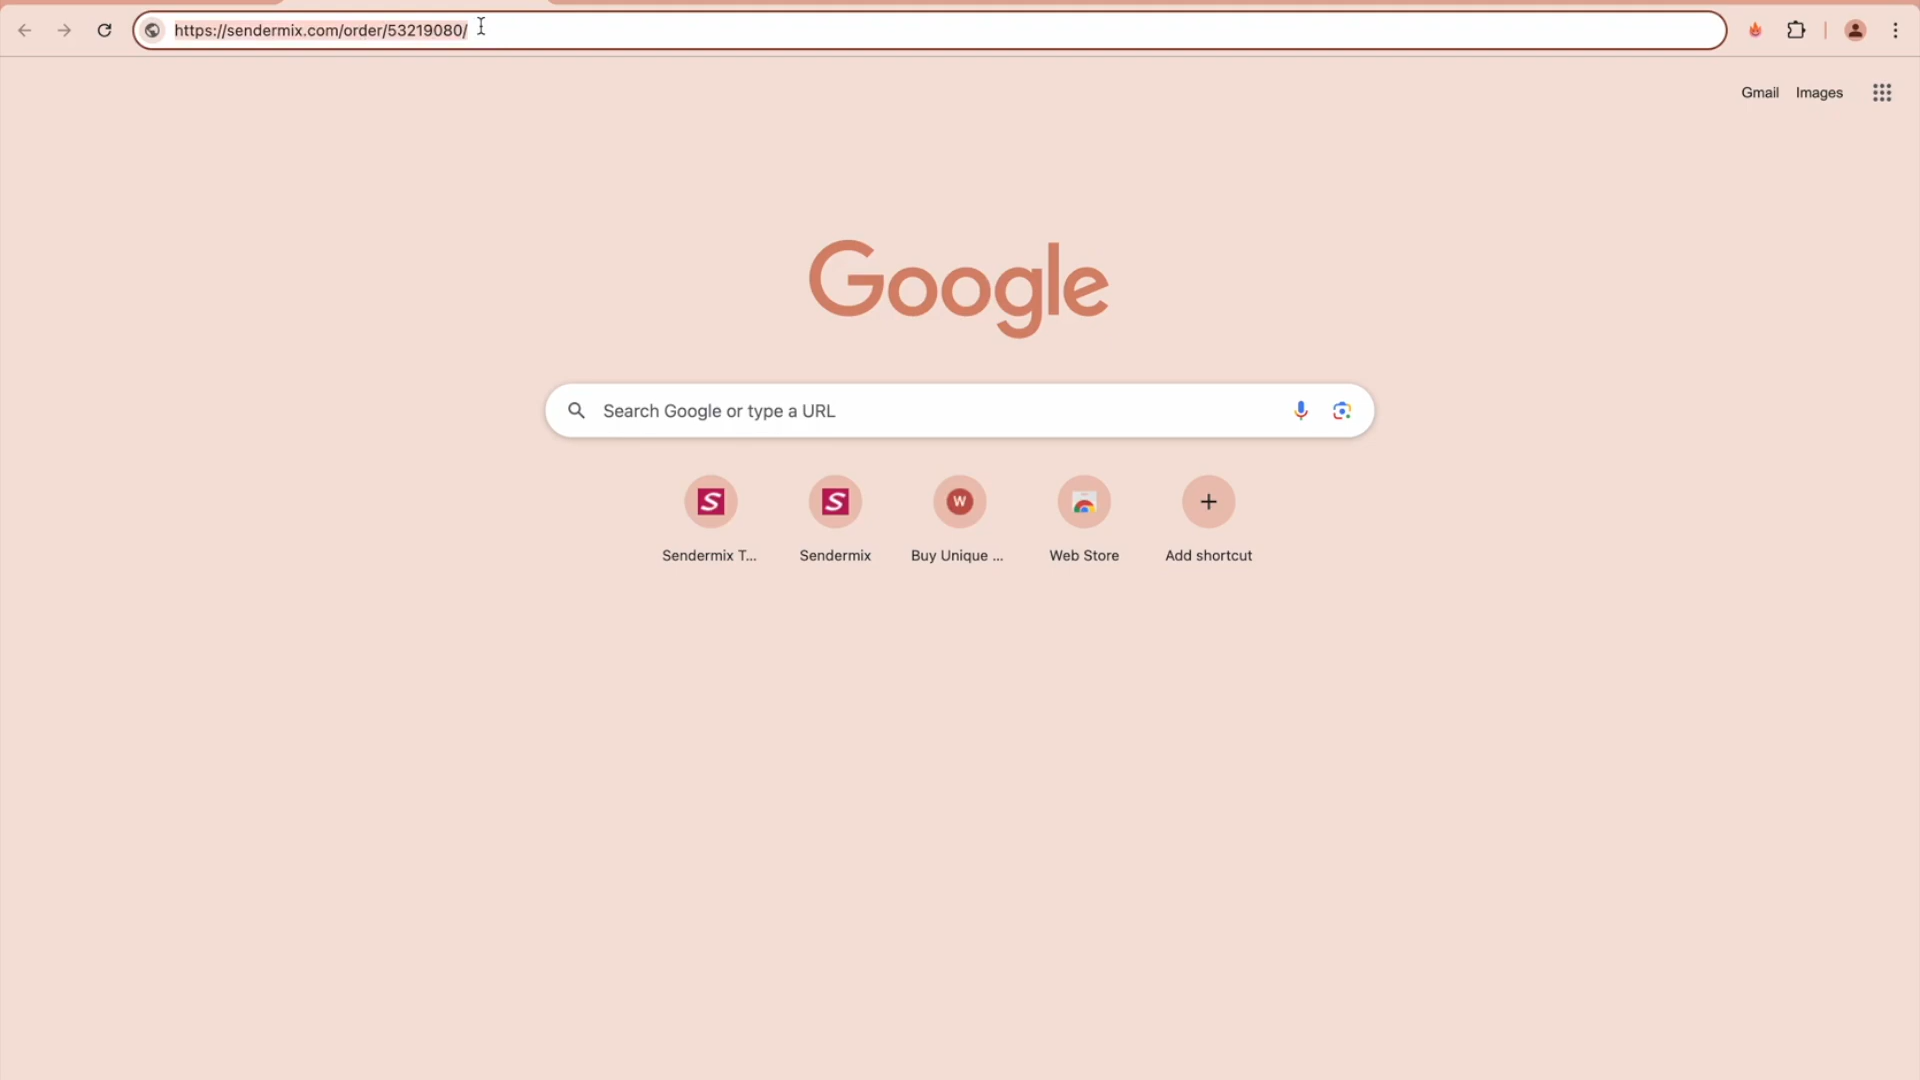 https://sendermix.com/order/53219080/
Gmail Images
Google
Search Google or type a URL
S S W
Sendermix T... Sendermix Buy Unique ... Web Store Add shortcut